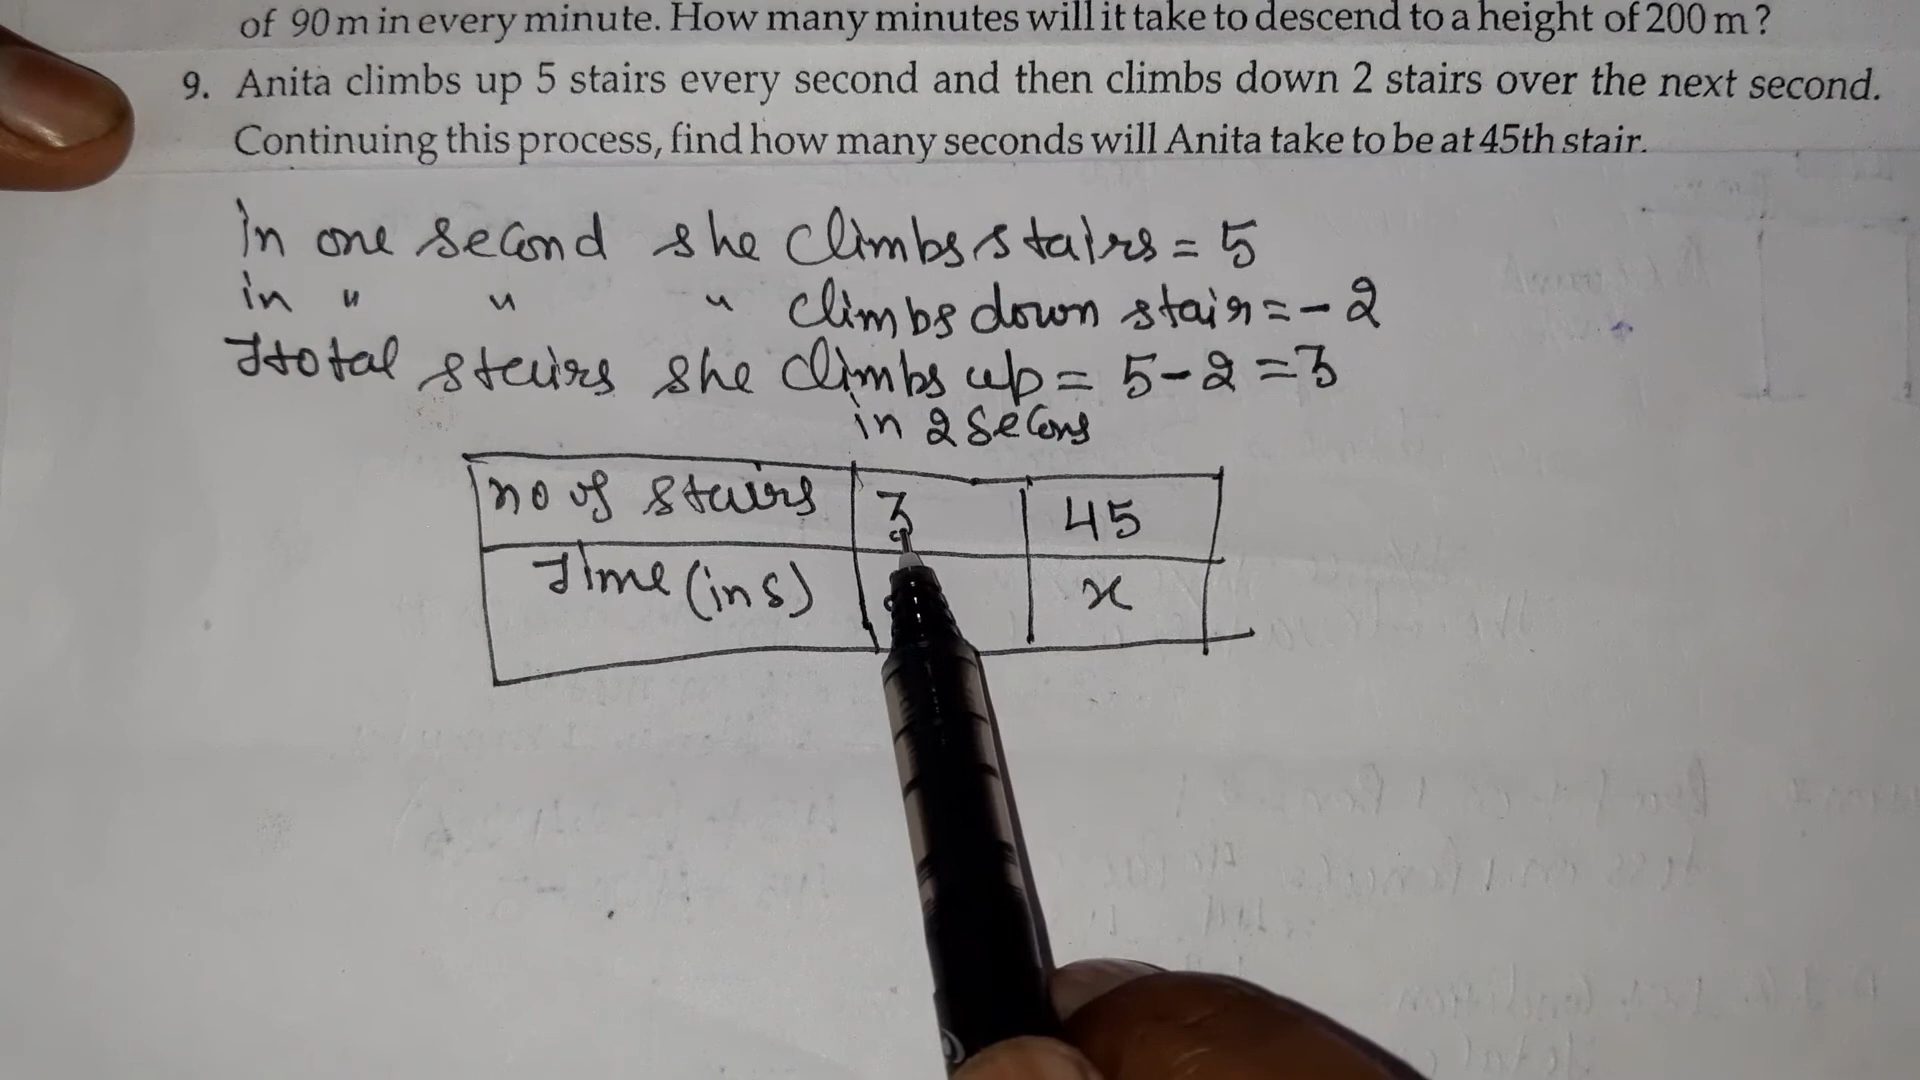 of 90 m in every minute. How many minutes will it take to descend to a height of 200 m?
9. Anita climbs up 5 stairs every second and then climbs down 2 stairs over the next second.
Continuing this process, find how many seconds will Anita take to be at 45th stair.
In one second she climbs stairs = 5
in " " " climbs down stair = - 2
total stairs she climbs up = 5 - 2 = 3
in 2 Secons
no of stairs 3 45
Time (in s) x